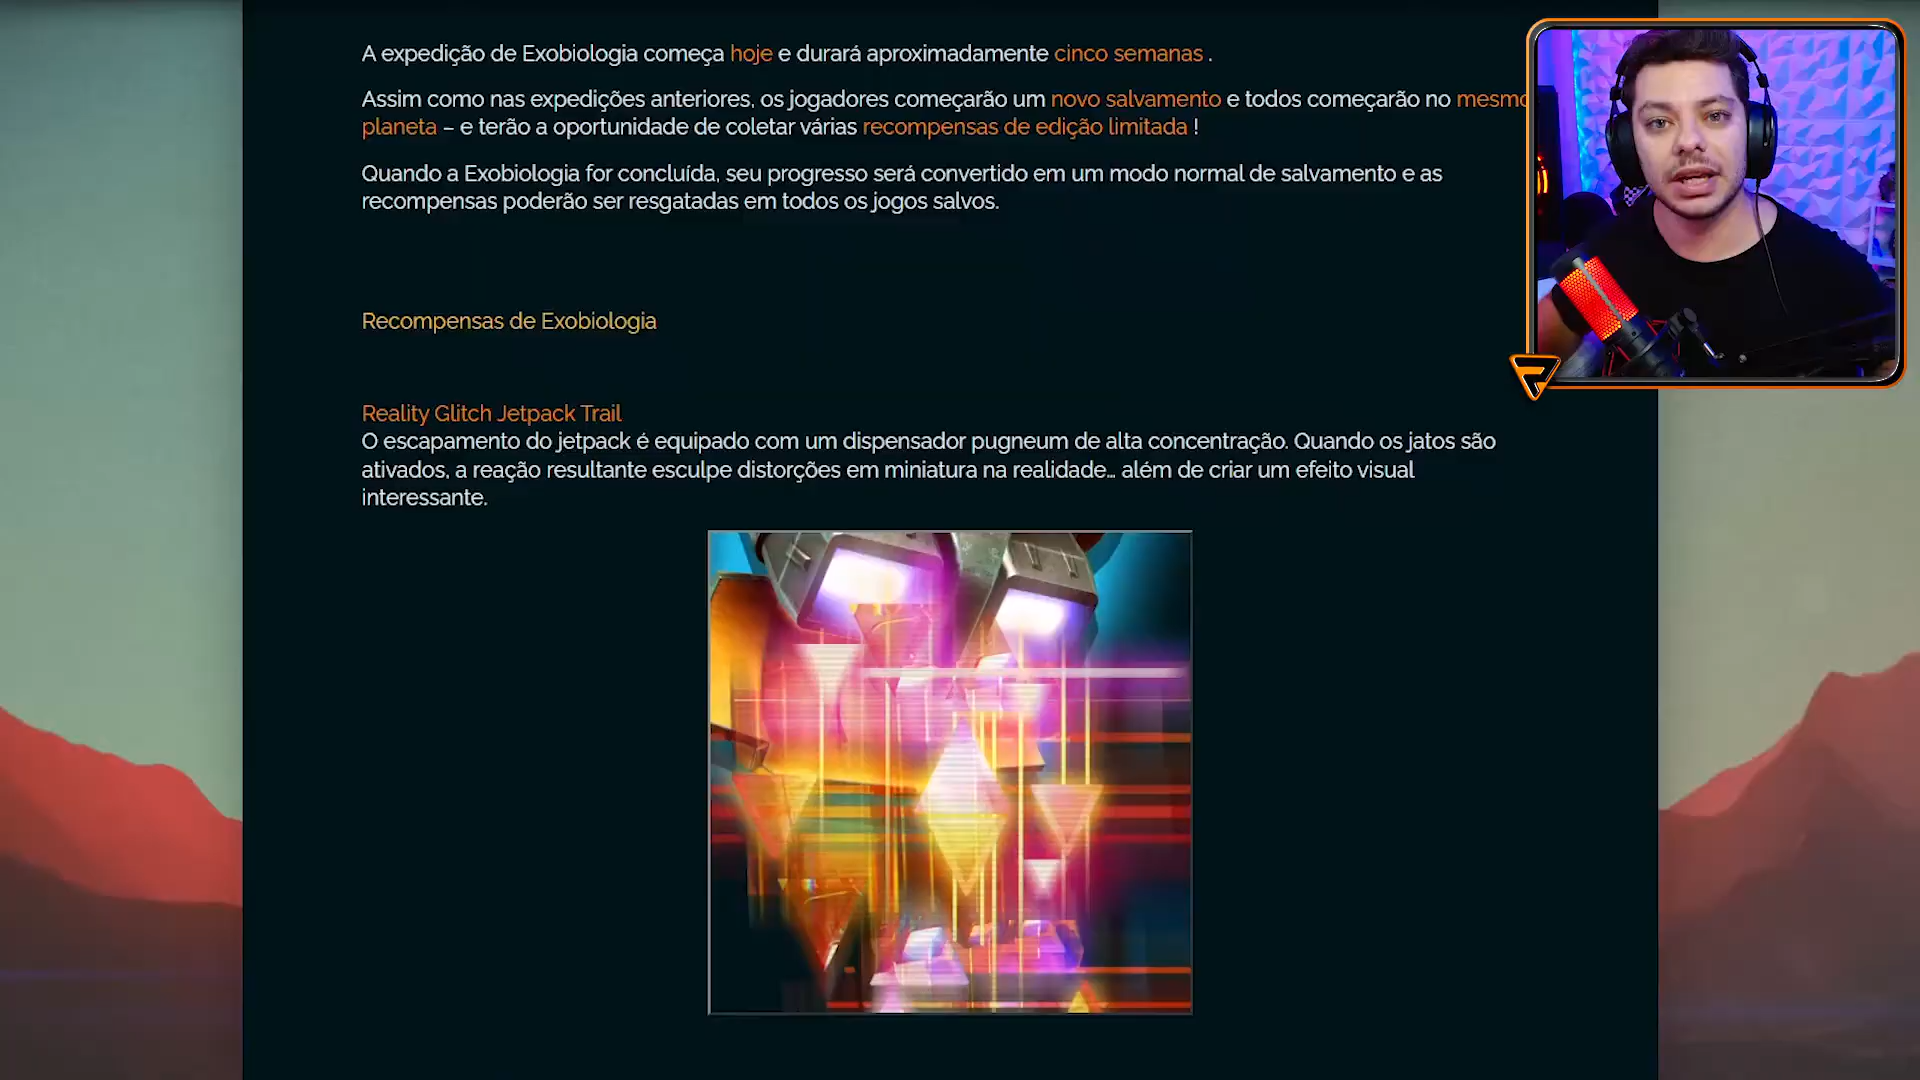 A expedição de Exobiologia começa hoje e durará aproximadamente cinco semanas .
Assim como nas expedições anteriores, os jogadores começarão um novo salvamento e todos começarão no mesmo
planeta – e terão a oportunidade de coletar várias recompensas de edição limitada !
Quando a Exobiologia for concluída, seu progresso será convertido em um modo normal de salvamento e as
recompensas poderão ser resgatadas em todos os jogos salvos.
Recompensas de Exobiologia
Reality Glitch Jetpack Trail
O escapamento do jetpack é equipado com um dispensador pugneum de alta concentração. Quando os jatos são
ativados, a reação resultante esculpe distorções em miniatura na realidade... além de criar um efeito visual
interessante.